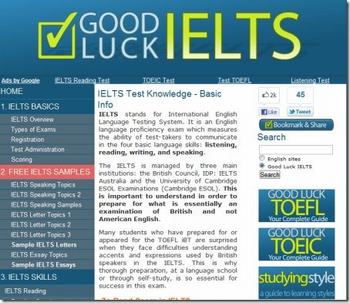 GOOD
LUCK IELTS
Ads by Google IELTS Reading Test TOEIC Test Test TOEFL Listening Test
HOME
1. IELTS BASICS
IELTS Overview
Types of Exams
Registration
Test Administration
Scoring
2. FREE IELTS SAMPLES
IELTS Speaking Topics
IELTS Speaking Topics 2
IELTS Speaking Samples
IELTS Letter Topics 1
IELTS Letter Topics 2
Sample IELTS Letters
IELTS Essay Topics
Sample IELTS Essays
3. IELTS SKILLS
IELTS Reading
IELTS Test Knowledge - Basic
Info
IELTS stands for International English
Language Testing System. It is an English
language proficiency exam which measures
the ability of test-takers to communicate
in the four basic skills: listening,
reading, writing, and speaking.
The IELTS is managed by three main
institutions: the British Council, IDP: IELTS
Australia and the University of Cambridge
ESOL Examinations (Cambridge ESOL). This
is important to understand in order to
prepare for what is essentially an
examination of British and not
American English.
Many students who have prepared for or
appeared for the TOEFL iBT are surprised
when they face difficulties understanding
accents and expressions used by British
speakers in the IELTS. This is why
thorough preparation, at a language school
or through self-study, is so essential for
success in this exam.
2k
45
Like
Tweet
Bookmark & Share
Search
English sites
Good Luck IELTS
Search
GOOD LUCK
TOEFL
Your Complete Guide
GOOD LUCK
TOEIC
Your Complete Guide
studyingstyle
a guide to learning styles